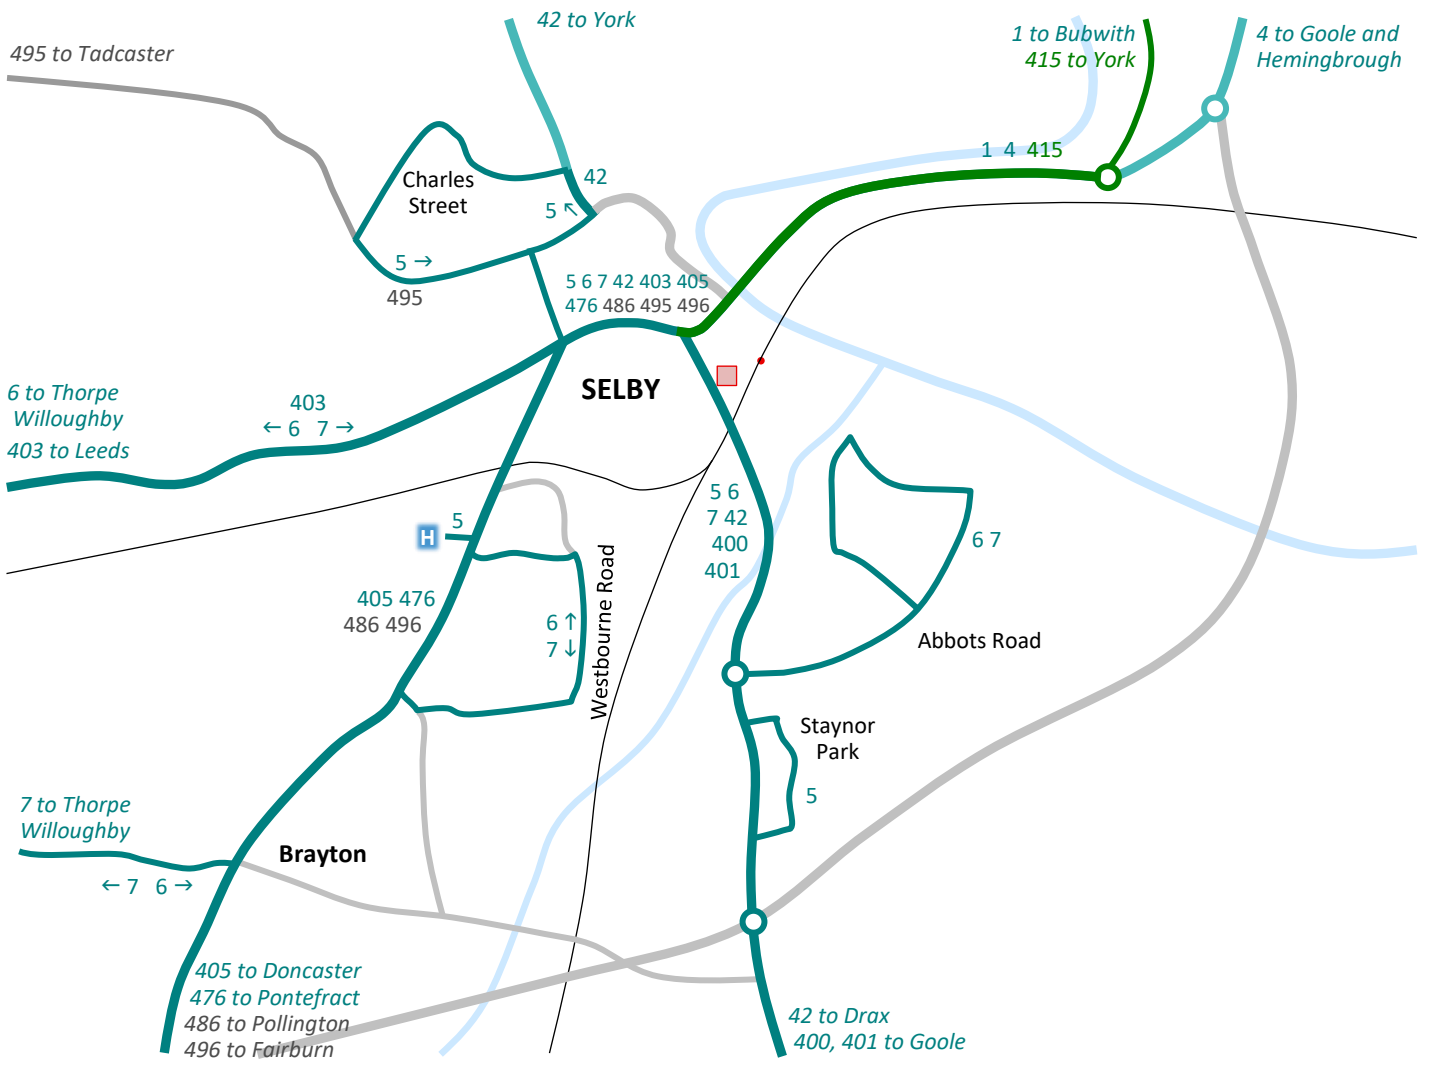 42 to York
495 to Tadcaster
1 to Bubwith
415 to York
4 to Goole and
Hemingbrough
1 4 415
Charles
Street
42
5 ↖
5 →
495
5 6 7 42 403 405
476 486 495 496
SELBY
6 to Thorpe
Willoughby
403 to Leeds
403
← 6 7 →
5 6
7 42
400
401
H
5
6 7
405 476
486 496
6 ↑
7 ↓
Westbourne Road
Abbots Road
Staynor
Park
5
7 to Thorpe
Willoughby
← 7 6 →
Brayton
405 to Doncaster
476 to Pontefract
486 to Pollington
496 to Fairburn
42 to Drax
400, 401 to Goole